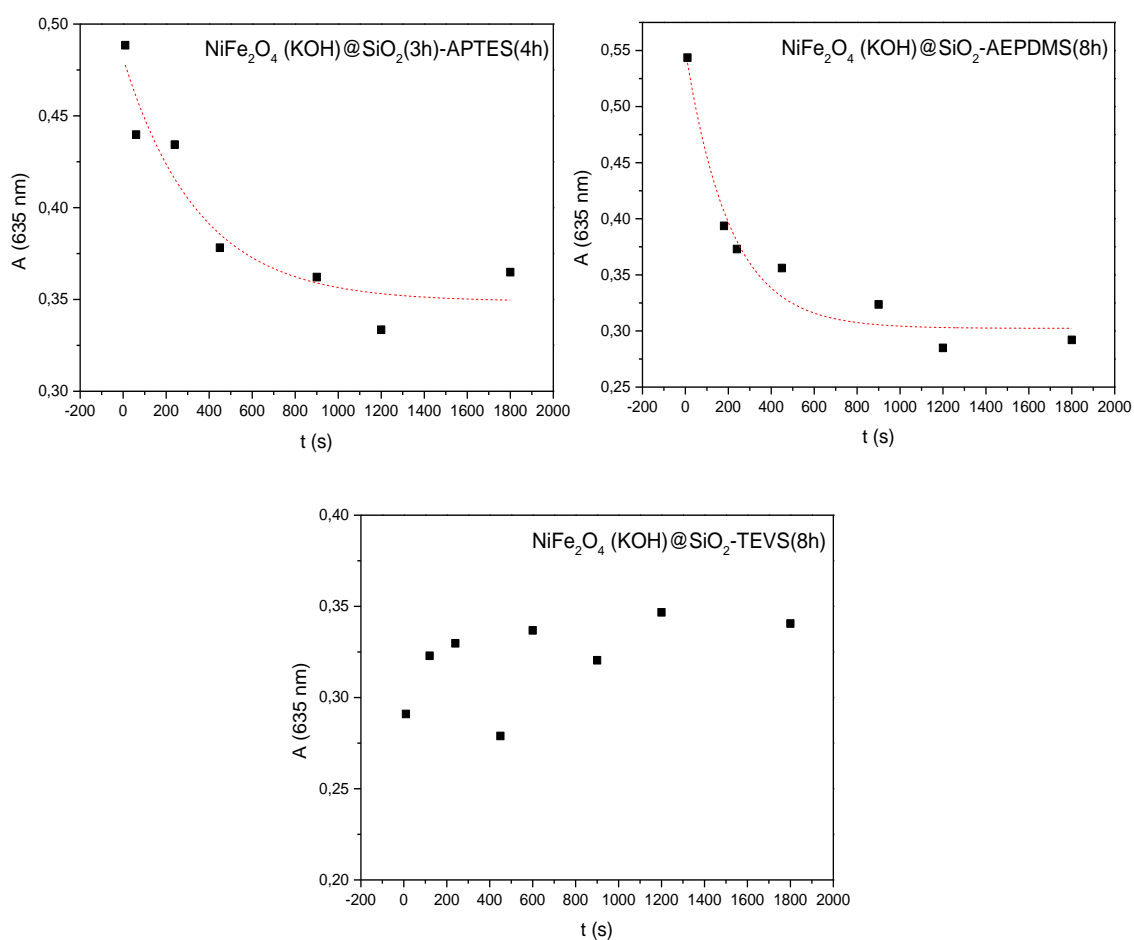 NiFe2O4 (KOH)@SiO2(3h)-APTES(4h)
0,50
0,45
0,40
0,35
0,30
A (635 nm)
-200 0 200 400 600 800 1000 1200 1400 1600 1800 2000
t (s)
NiFe2O4 (KOH)@SiO2-AEPDMS(8h)
0,55
0,50
0,45
0,40
0,35
0,30
0,25
A (635 nm)
-200 0 200 400 600 800 1000 1200 1400 1600 1800 2000
t (s)
NiFe2O4 (KOH)@SiO2-TEVS(8h)
0,40
0,35
0,30
0,25
0,20
A (635 nm)
-200 0 200 400 600 800 1000 1200 1400 1600 1800 2000
t (s)